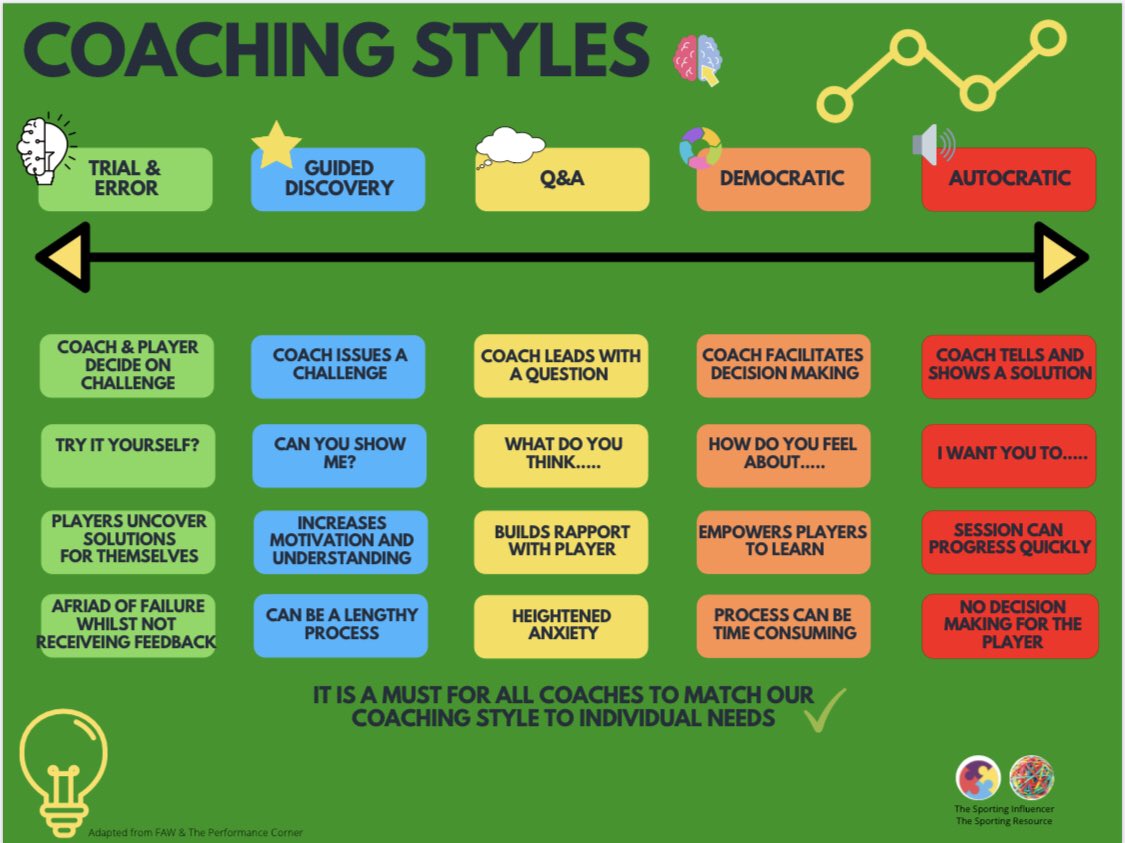 COACHING STYLES
TRIAL &
ERROR
GUIDED
DISCOVERY
Q&A
DEMOCRATIC
AUTOCRATIC
COACH & PLAYER
DECIDE ON
CHALLENGE
COACH ISSUES A
CHALLENGE
COACH LEADS WITH
A QUESTION
COACH FACILITATES
DECISION MAKING
COACH TELLS AND
SHOWS A SOLUTION
TRY IT YOURSELF?
CAN YOU SHOW
ME?
WHAT DO YOU
THINK.....
HOW DO YOU FEEL
ABOUT.....
I WANT YOU TO.....
PLAYERS UNCOVER
SOLUTIONS
FOR THEMSELVES
INCREASES
MOTIVATION AND
UNDERSTANDING
BUILDS RAPPORT
WITH PLAYER
EMPOWERS PLAYERS
TO LEARN
SESSION CAN
PROGRESS QUICKLY
AFRIAD OF FAILURE
WHILST NOT
RECEIVEING FEEDBACK
CAN BE A LENGTHY
PROCESS
HEIGHTENED
ANXIETY
PROCESS CAN BE
TIME CONSUMING
NO DECISION
MAKING FOR THE
PLAYER
IT IS A MUST FOR ALL COACHES TO MATCH OUR
COACHING STYLE TO INDIVIDUAL NEEDS
The Sporting Influencer
The Sporting Resource
Adapted from FAW & The Performance Corner